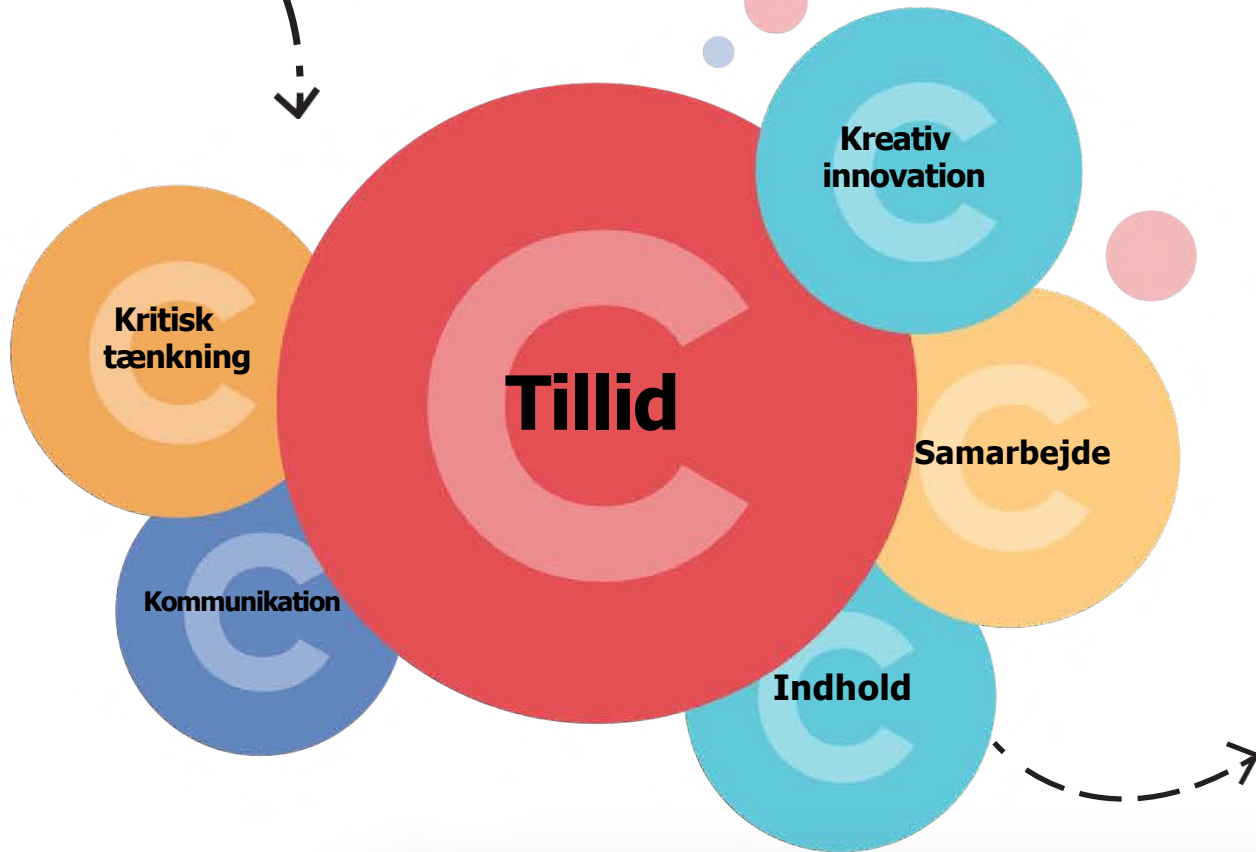 Kreativ
innovation
Kritisk
tænkning
Tillid
Samarbejde
Kommunikation
Indhold
C
C
C
C
C
C